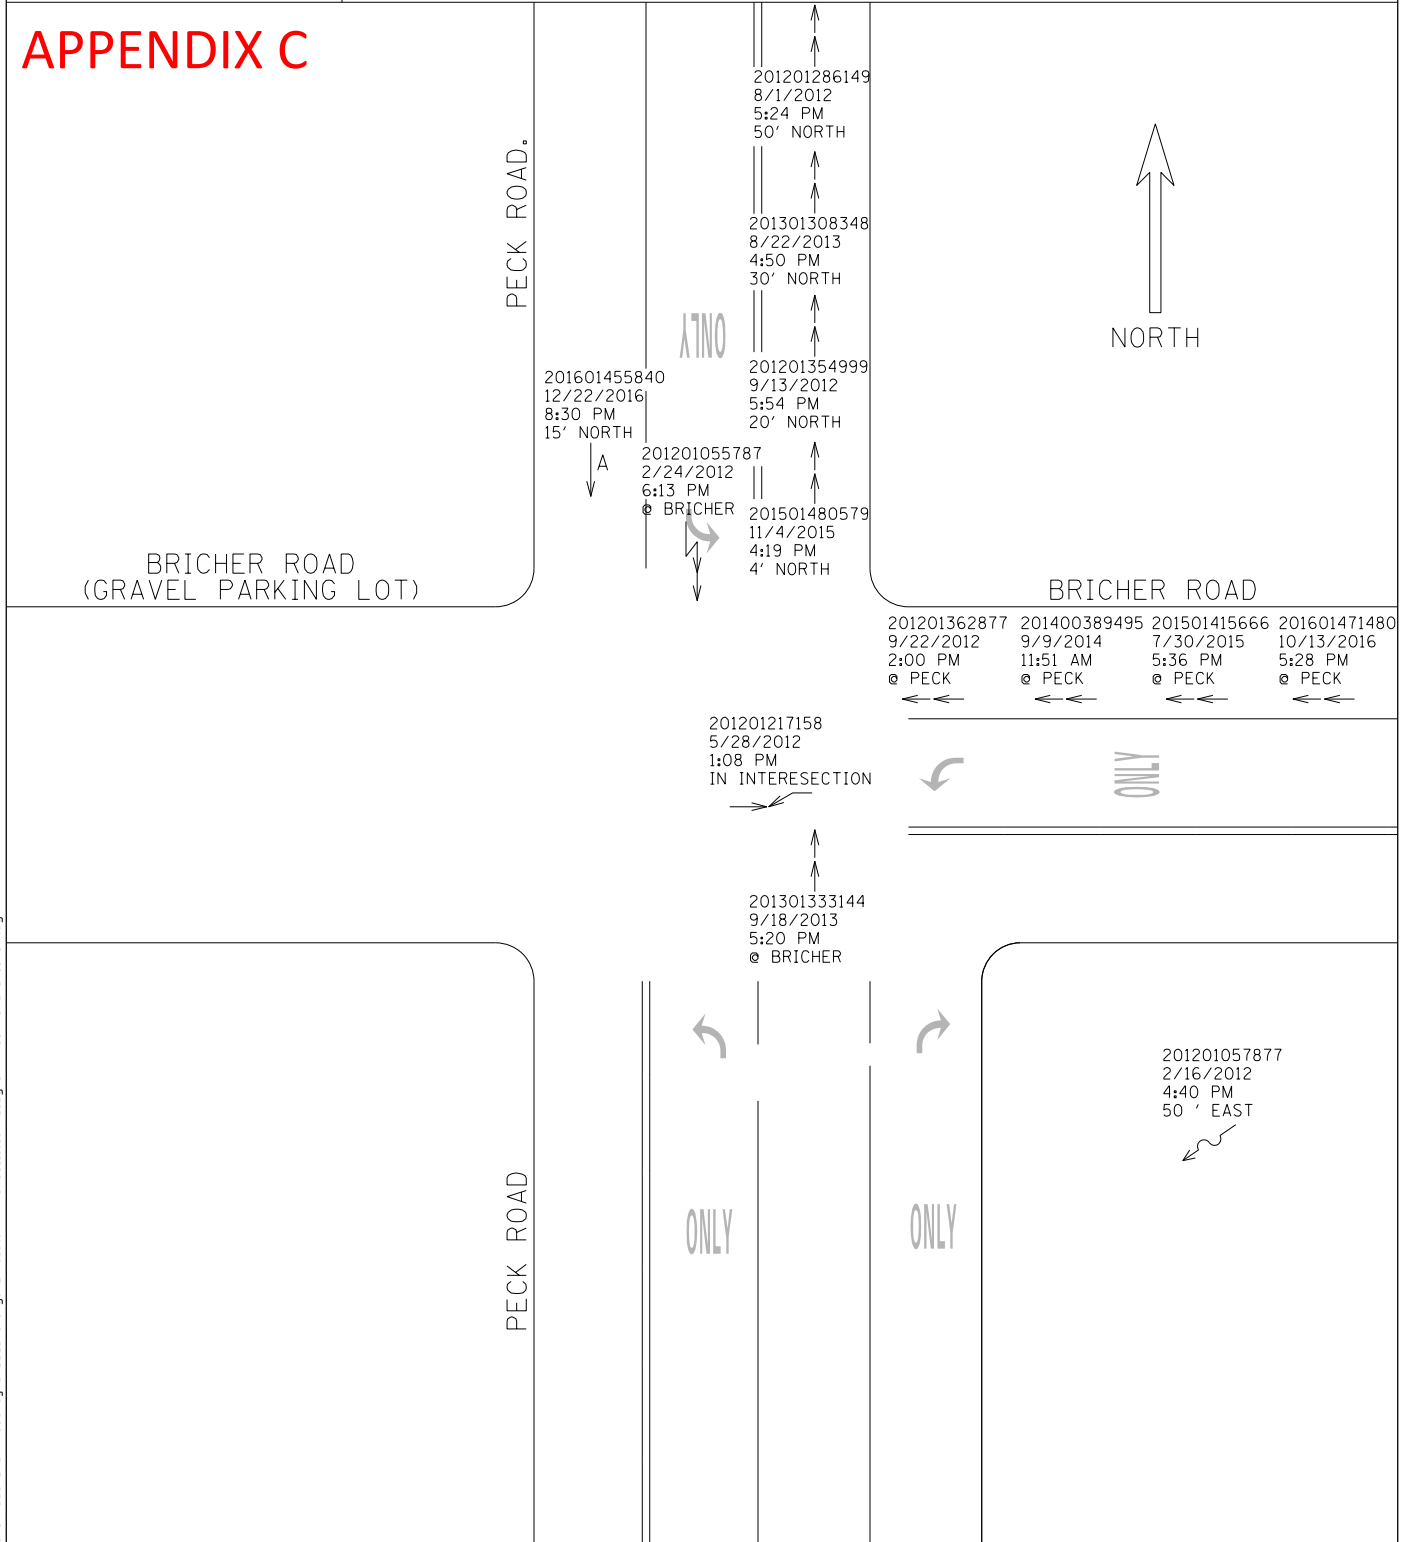 APPENDIX C
201201286149
8/1/2012
5:24 PM
50' NORTH
PECK ROAD.
201301308348
8/22/2013
4:50 PM
30' NORTH
ONLY
NORTH
201201354999
9/13/2012
5:54 PM
20' NORTH
201601455840
12/22/2016
8:30 PM
15' NORTH
A
201201055787
2/24/2012
6:13 PM
@ BRICHER
201501480579
11/4/2015
4:19 PM
4' NORTH
BRICHER ROAD
(GRAVEL PARKING LOT)
BRICHER ROAD
201201362877
9/22/2012
2:00 PM
@ PECK
201400389495
9/9/2014
11:51 AM
@ PECK
201501415666
7/30/2015
5:36 PM
@ PECK
201601471480
10/13/2016
5:28 PM
@ PECK
201201217158
5/28/2012
1:08 PM
IN INTERESECTION
ONLY
201301333144
9/18/2013
5:20 PM
@ BRICHER
201201057877
2/16/2012
4:40 PM
50 ' EAST
PECK ROAD
ONLY
ONLY